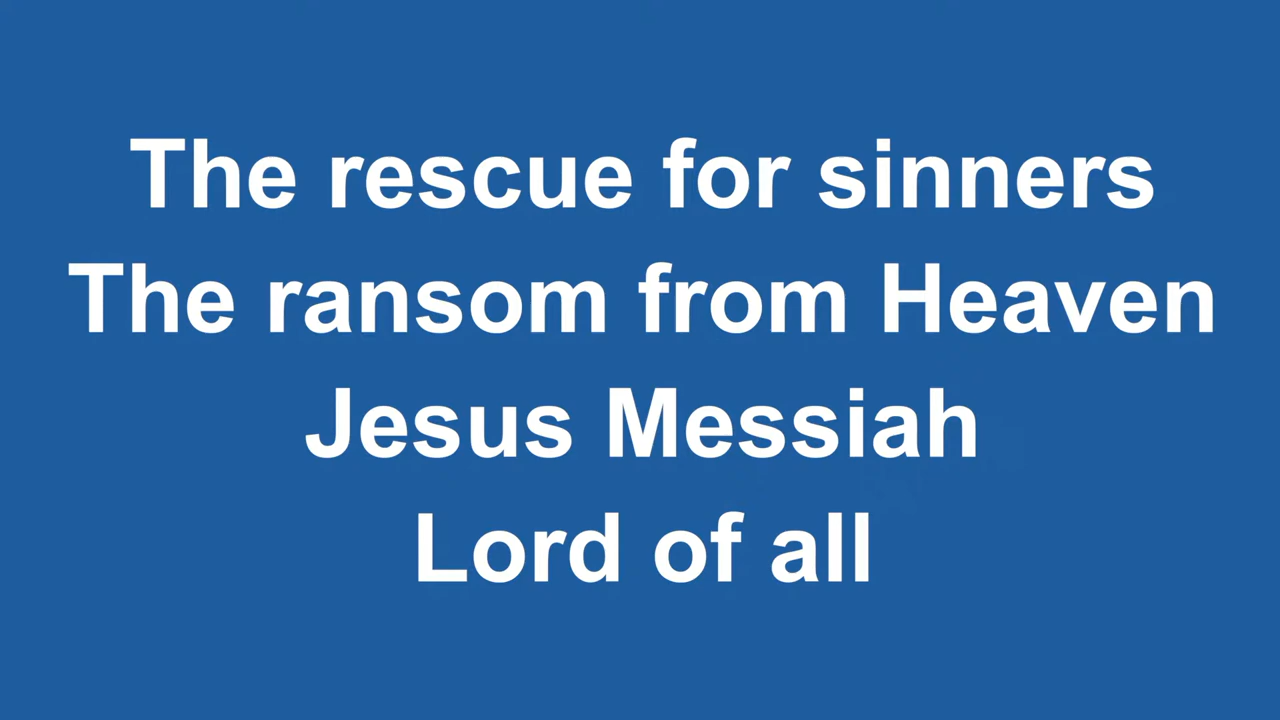 The rescue for sinners
The ransom from Heaven
Jesus Messiah
Lord of all